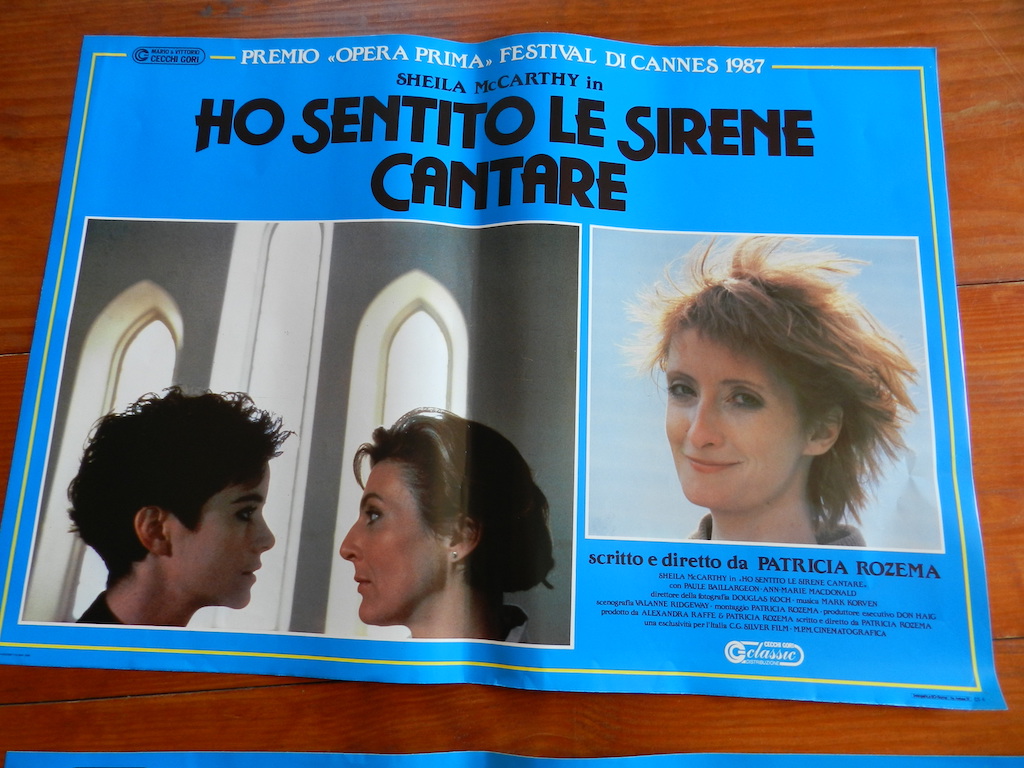 MARIO & VITTORIO
CECCHI GORI
PREMIO «OPERA PRIMA» FESTIVAL DI CANNES 1987
SHEILA McCARTHY in
HO SENTITO LE SIRENE
CANTARE
scritto e diretto da PATRICIA ROZEMA
SHEILA McCARTHY in «HO SENTITO LE SIRENE CANTARE»
con PAULE BAILLARGEON - ANN-MARIE MACDONALD
direttore della fotografia DOUGLAS KOCH - musica MARK KORVEN
scenografia VALANNE RIDGEWAY - montaggio PATRICIA ROZEMA - produttore esecutivo DON HAIG
prodotto da ALEXANDRA RAFFE & PATRICIA ROZEMA scritto e diretto da PATRICIA ROZEMA
una esclusività per l'Italia C.G. SILVER FILM - M.P.M. CINEMATOGRAFICA
CECCHI GORI
classic
DISTRIBUZIONE